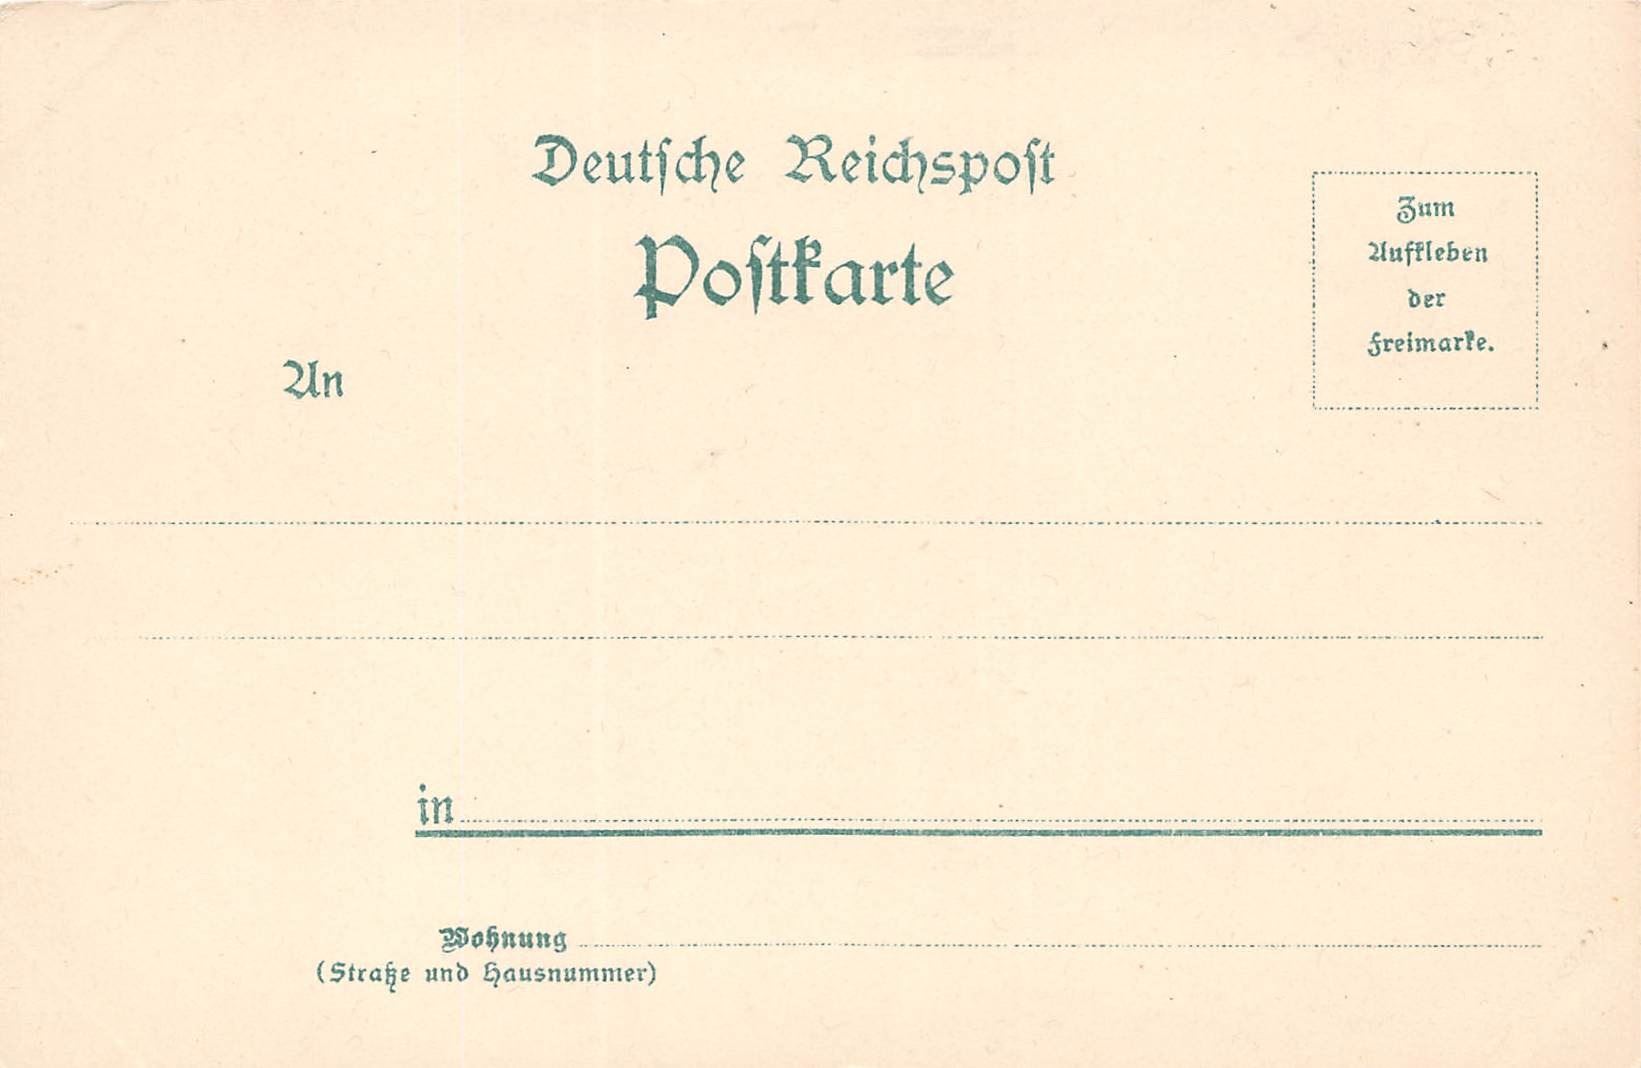 Deutſche Reichspoſt
Poſtkarte
Zum
Aufkleben
der
Freimarke.
An
in
Wohnung
(Straße und Hausnummer)